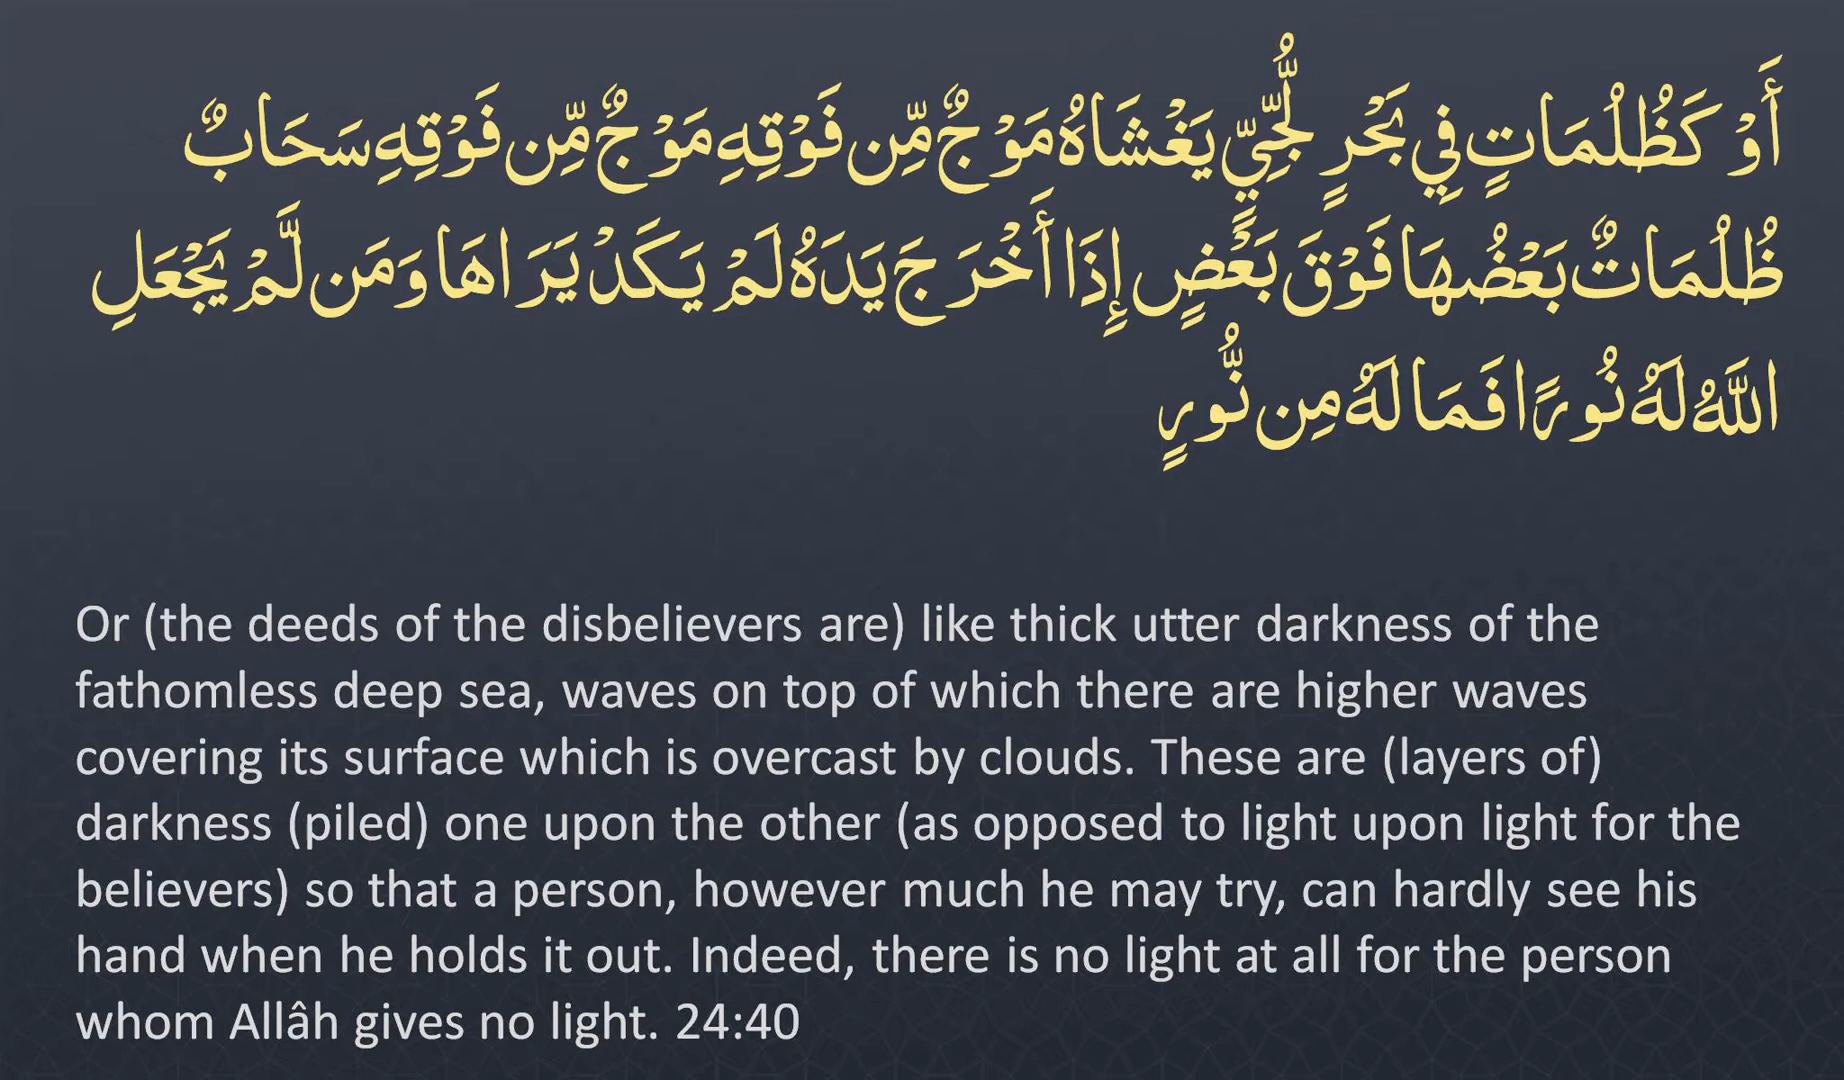 أَوْ كَظُلُمَاتٍ فِي بَحْرٍ لُّجِّيٍّ يَغْشَاهُ مَوْجٌ مِّن فَوْقِهِ مَوْجٌ مِّن فَوْقِهِ سَحَابٌ
ظُلُمَاتٌ بَعْضُهَا فَوْقَ بَعْضٍ إِذَا أَخْرَجَ يَدَهُ لَمْ يَكَدْ يَرَاهَا وَمَن لَّمْ يَجْعَلِ
اللَّهُ لَهُ نُورًا فَمَا لَهُ مِن نُّورٍ
Or (the deeds of the disbelievers are) like thick utter darkness of the
fathomless deep sea, waves on top of which there are higher waves
covering its surface which is overcast by clouds. These are (layers of)
darkness (piled) one upon the other (as opposed to light upon light for the
believers) so that a person, however much he may try, can hardly see his
hand when he holds it out. Indeed, there is no light at all for the person
whom Allâh gives no light. 24:40